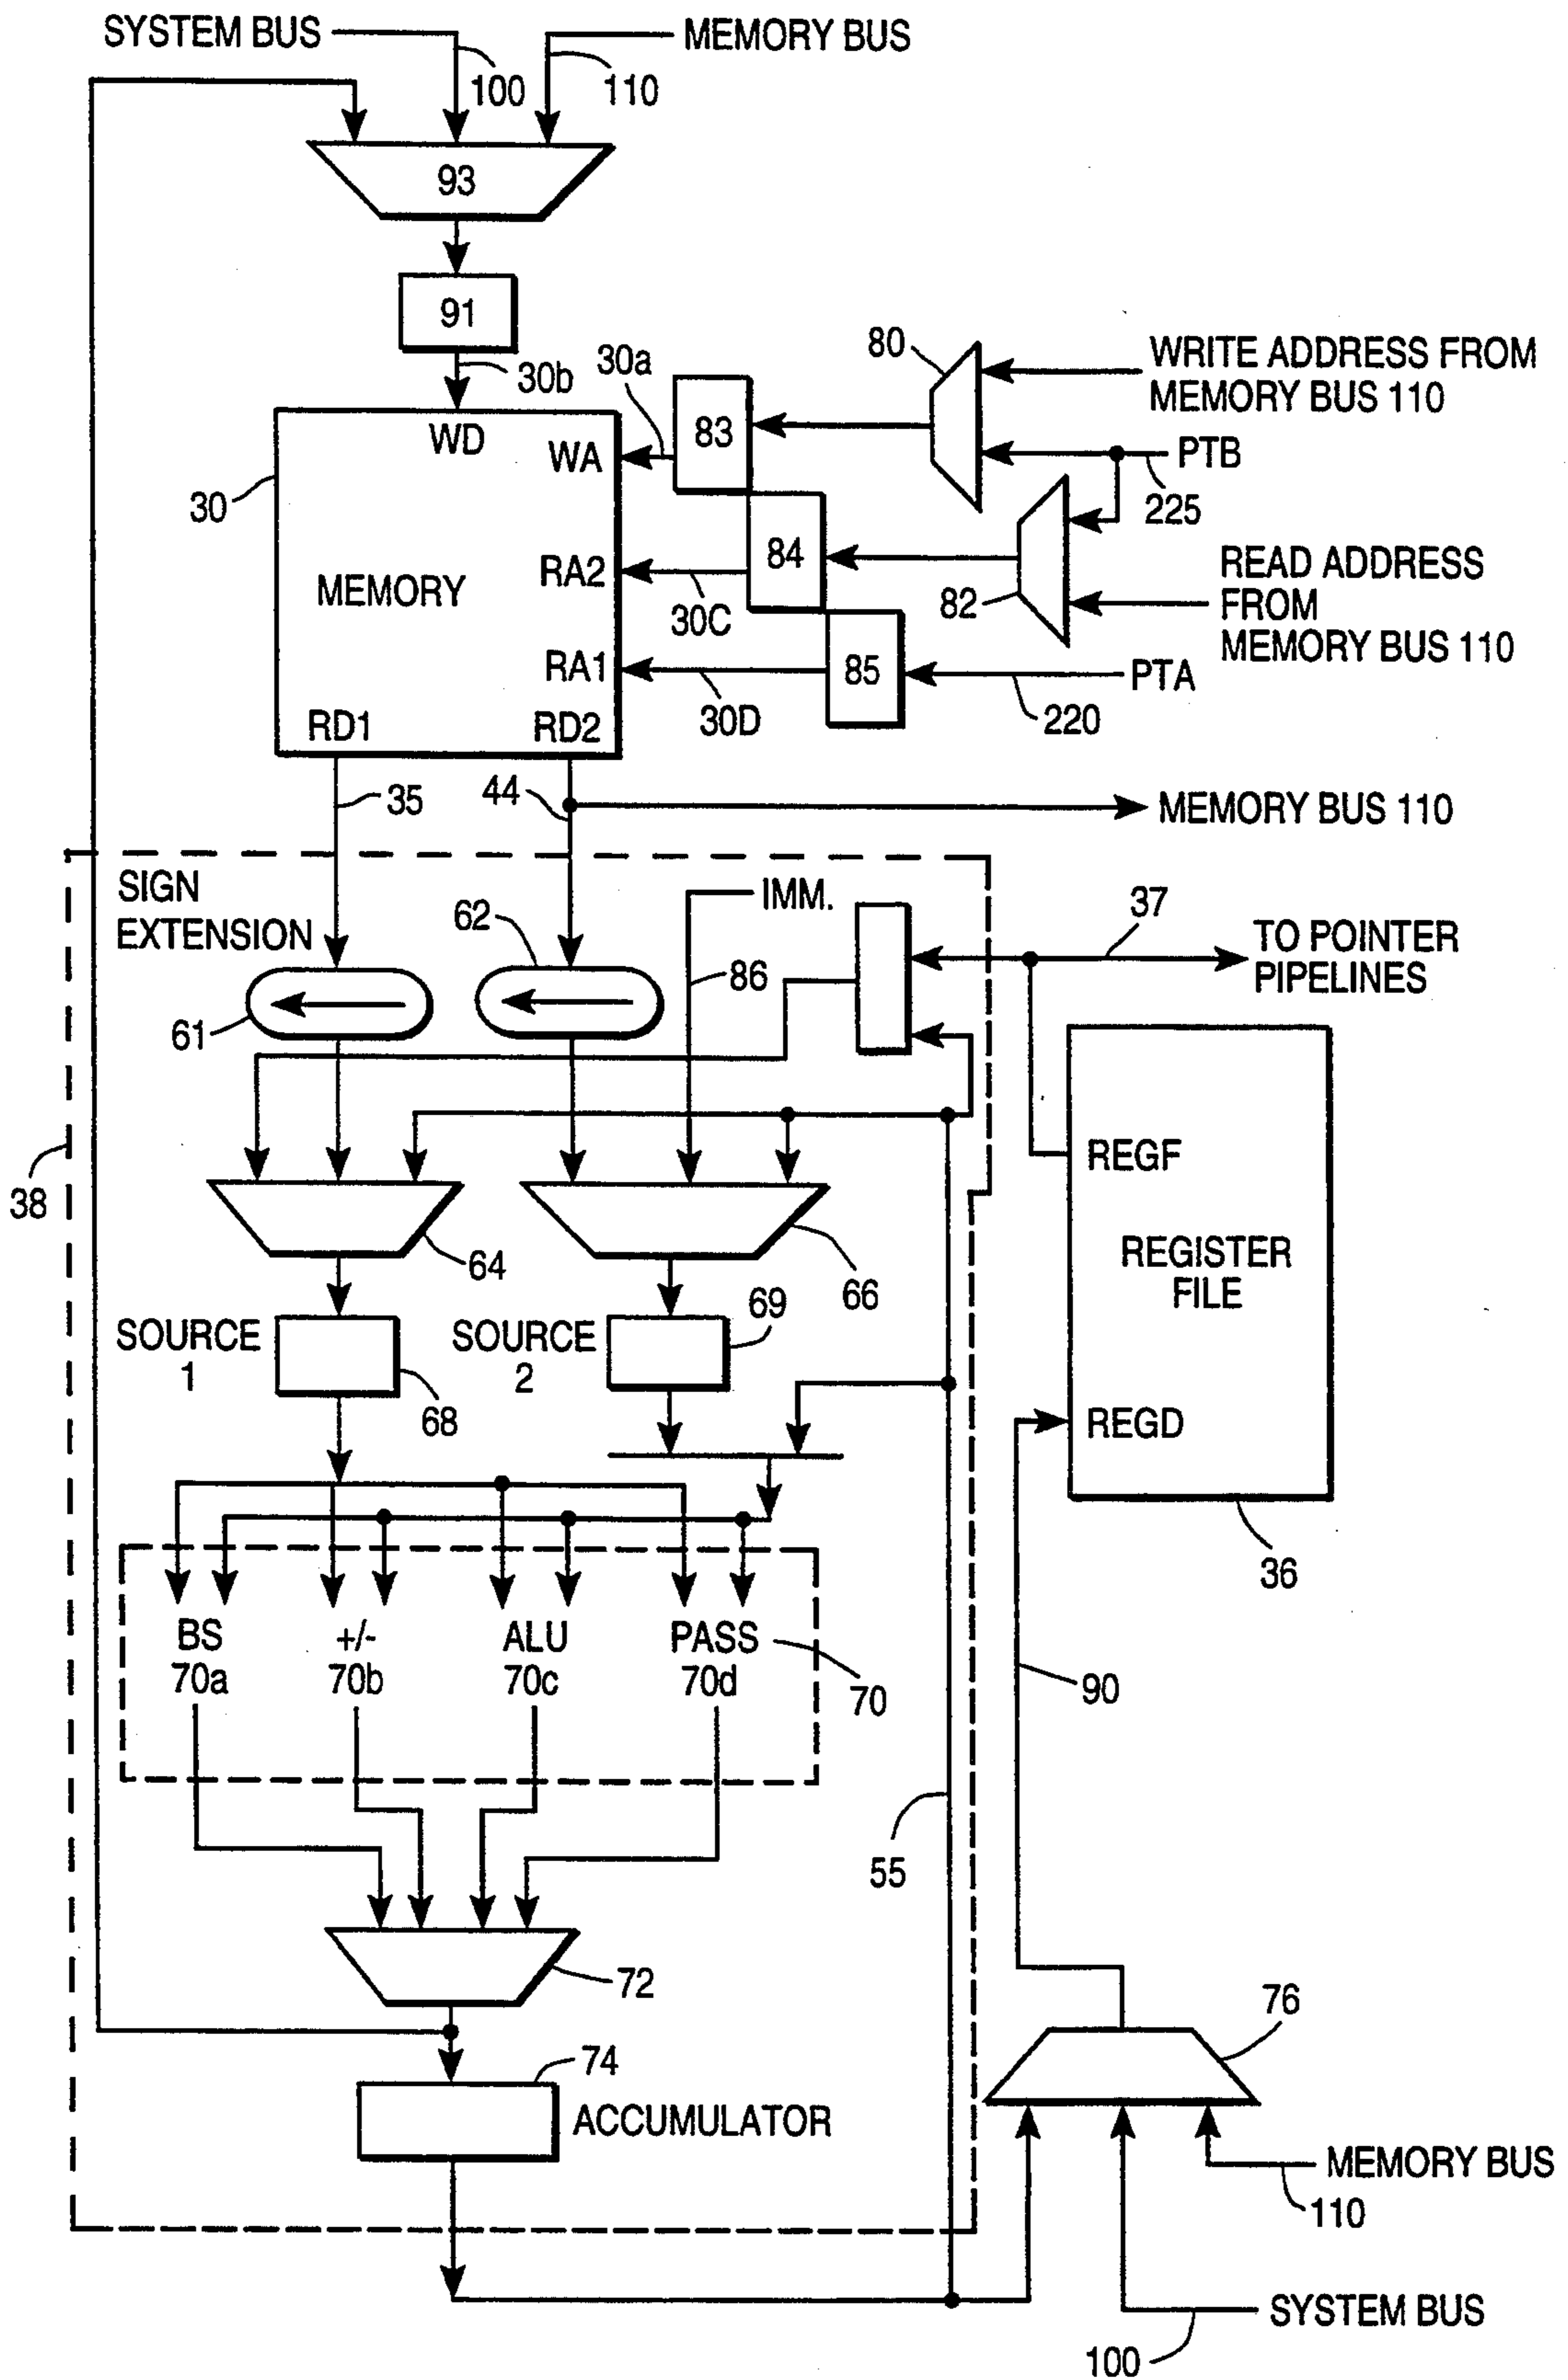 SYSTEM BUS
MEMORY BUS
100
110
93
91
30b
30a
80
WRITE ADDRESS FROM
MEMORY BUS 110
WD
WA
83
PTB
225
30
RA2
84
MEMORY
30C
82
READ ADDRESS
FROM
MEMORY BUS 110
RA1
85
PTA
30D
220
RD1
RD2
35
44
MEMORY BUS 110
SIGN
EXTENSION
62
IMM.
37
TO POINTER
PIPELINES
86
61
38
REGF
64
66
REGISTER
FILE
SOURCE
1
SOURCE
2
69
68
REGD
36
BS
70a
+/-
70b
ALU
70c
PASS
70d
70
90
55
72
76
74
ACCUMULATOR
MEMORY BUS
110
SYSTEM BUS
100